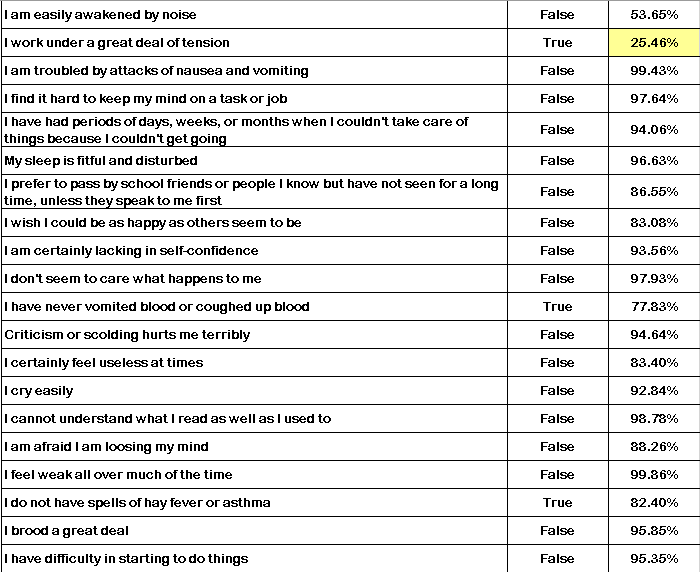 I am easily awakened by noise False 53.65%
I work under a great deal of tension True 25.46%
I am troubled by attacks of nausea and vomiting False 99.43%
I find it hard to keep my mind on a task or job False 97.64%
I have had periods of days, weeks, or months when I couldn't take care of
things because I couldn't get going False 94.06%
My sleep is fitful and disturbed False 96.63%
I prefer to pass by school friends or people I know but have not seen for a long
time, unless they speak to me first False 86.55%
I wish I could be as happy as others seem to be False 83.08%
I am certainly lacking in self-confidence False 93.56%
I don't seem to care what happens to me False 97.93%
I have never vomited blood or coughed up blood True 77.83%
Criticism or scolding hurts me terribly False 94.64%
I certainly feel useless at times False 83.40%
I cry easily False 92.84%
I cannot understand what I read as well as I used to False 98.78%
I am afraid I am loosing my mind False 88.26%
I feel weak all over much of the time False 99.86%
I do not have spells of hay fever or asthma True 82.40%
I brood a great deal False 95.85%
I have difficulty in starting to do things False 95.35%